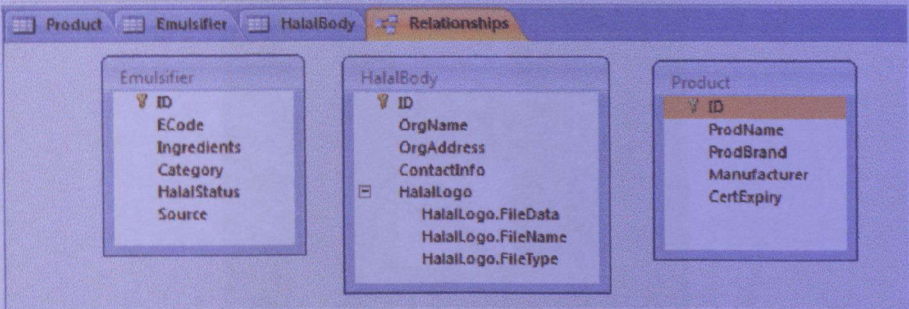 Product Emulsifier HalalBody Relationships
Emulsifier
ID
ECode
Ingredients
Category
HalalStatus
Source
HalalBody
ID
OrgName
OrgAddress
ContactInfo
HalalLogo
HalalLogo.FileData
HalalLogo.FileName
HalalLogo.FileType
Product
ID
ProdName
ProdBrand
Manufacturer
CertExpiry